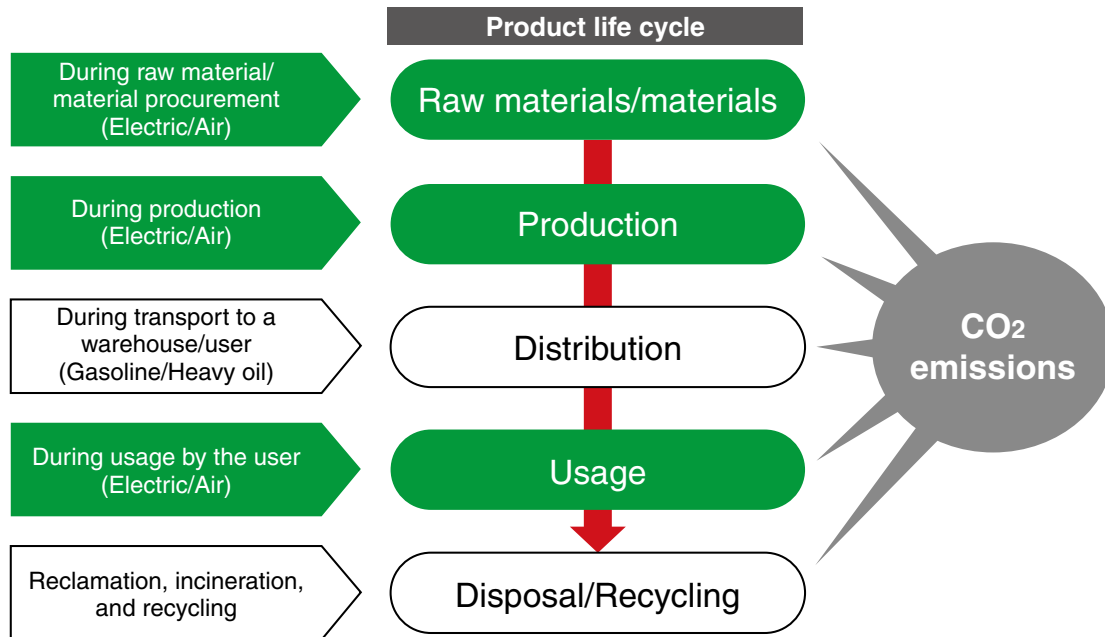 Product life cycle
During raw material/
material procurement
(Electric/Air)
Raw materials/materials
During production
(Electric/Air)
Production
During transport to a
warehouse/user
(Gasoline/Heavy oil)
Distribution
During usage by the user
(Electric/Air)
Usage
Reclamation, incineration,
and recycling
Disposal/Recycling
CO2
emissions